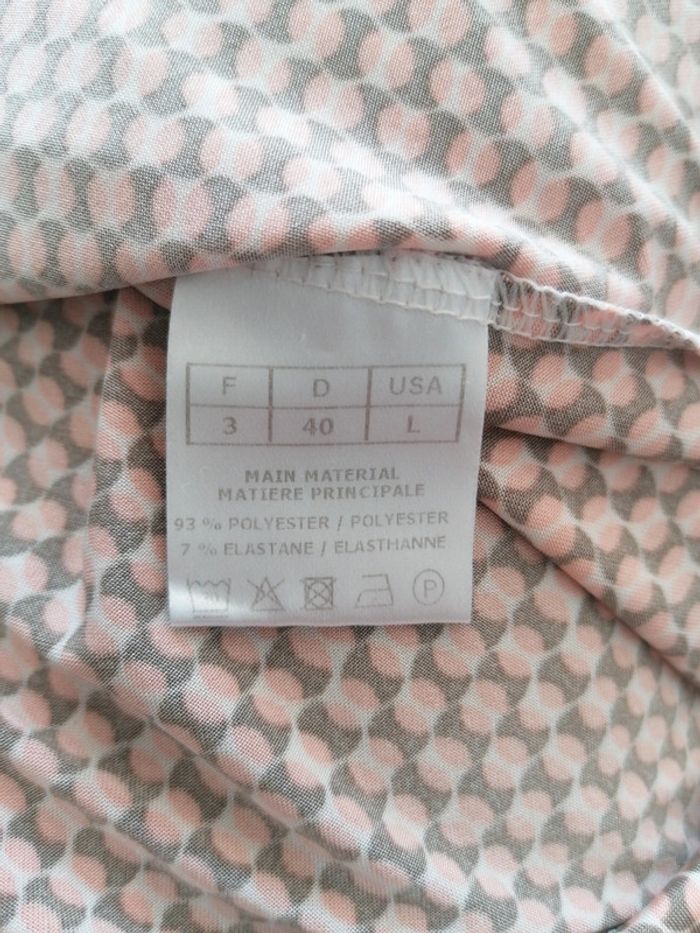 F D USA
3 40 L
MAIN MATERIAL
MATIERE PRINCIPALE
93 % POLYESTER / POLYESTER
7 % ELASTANE / ELASTHANNE
P